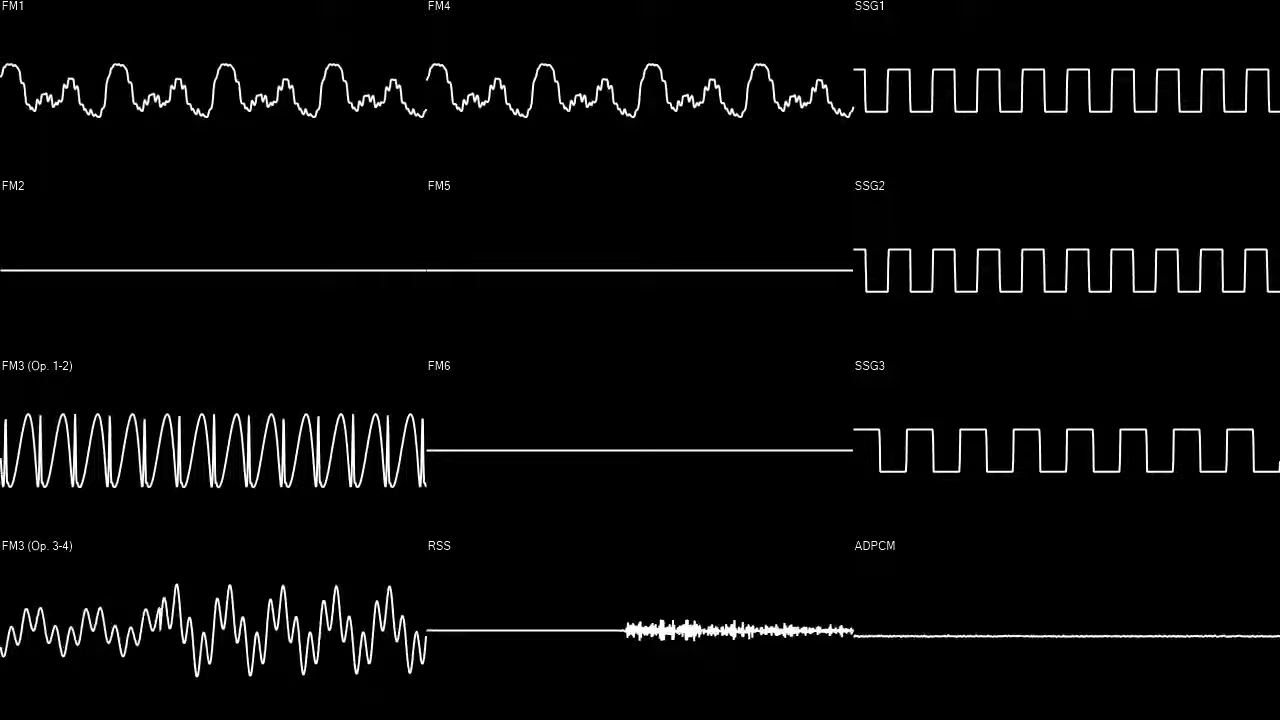 FM1
FM4
SSG1
FM2
FM5
SSG2
FM3 (Op. 1-2)
FM6
SSG3
FM3 (Op. 3-4)
RSS
ADPCM